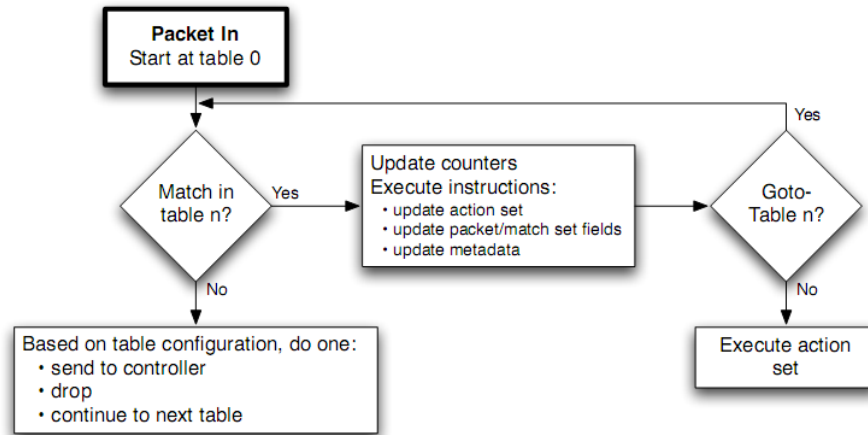 Packet In
Start at table 0
Yes
Match in
table n?
Yes
Update counters
Execute instructions:
• update action set
• update packet/match set fields
• update metadata
Goto-
Table n?
No
No
Based on table configuration, do one:
• send to controller
• drop
• continue to next table
Execute action
set